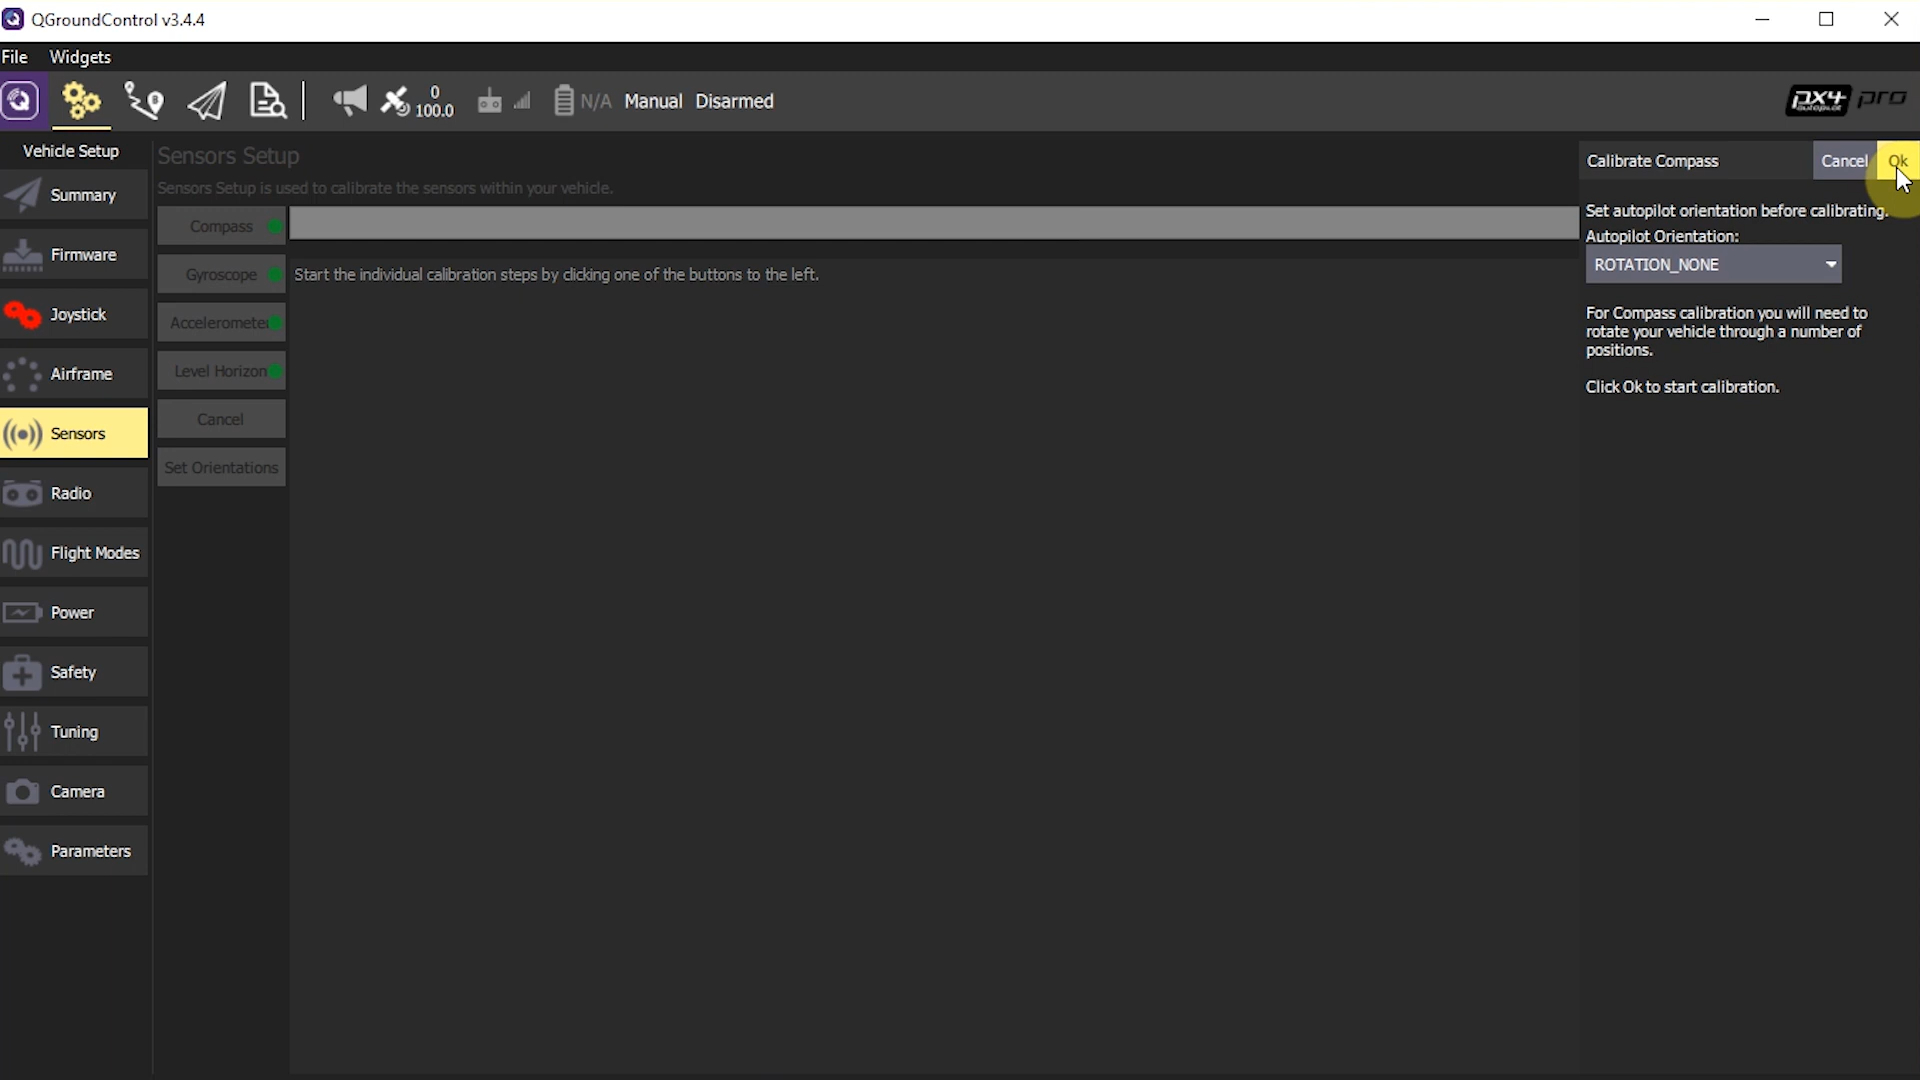 QGroundControl v3.4.4
File Widgets
0
100.0
N/A Manual Disarmed
px4 pro
autopilot
Vehicle Setup
Summary
Firmware
Joystick
Airframe
Sensors
Radio
Flight Modes
Power
Safety
Tuning
Camera
Parameters
Sensors Setup
Sensors Setup is used to calibrate the sensors within your vehicle.
Compass
Gyroscope
Accelerometer
Level Horizon
Cancel
Set Orientations
Start the individual calibration steps by clicking one of the buttons to the left.
Calibrate Compass Cancel Ok
Set autopilot orientation before calibrating.
Autopilot Orientation:
ROTATION_NONE
For Compass calibration you will need to
rotate your vehicle through a number of
positions.
Click Ok to start calibration.